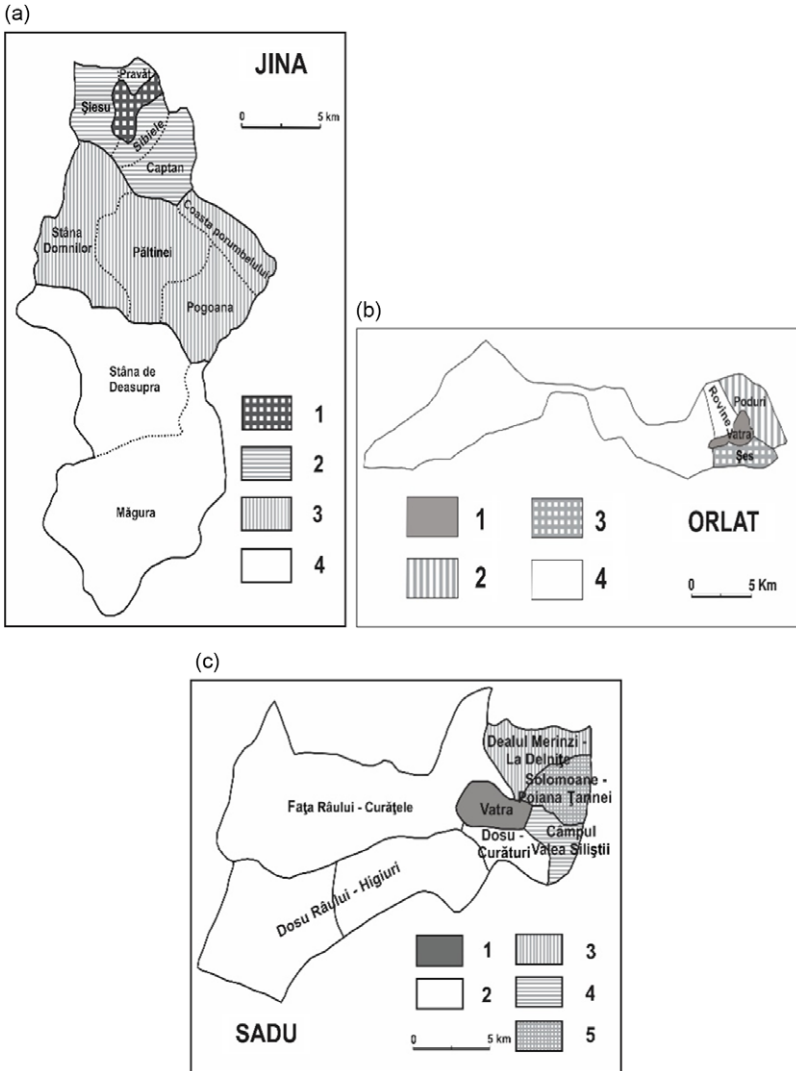 (a)
JINA
0 5 km
Pravăț
Șiesu
Sibiele
Captan
Coasta porumbelului
Stâna
Domnilor
Păltinei
Pogoana
Stâna de
Deasupra
Măgura
1
2
3
4
(b)
Rovine
Poduri
Vatra
Șes
1
2
3
4
ORLAT
0 5 Km
(c)
Dealul Merinzi -
La Delnițe
Solomoane -
Poiana Țannei
Fața Râului - Curățele
Vatra
Câmpul
Valea Siliștii
Dosu -
Curături
Dosu Râului - Higiuri
1
2
3
4
5
SADU
0 5 km